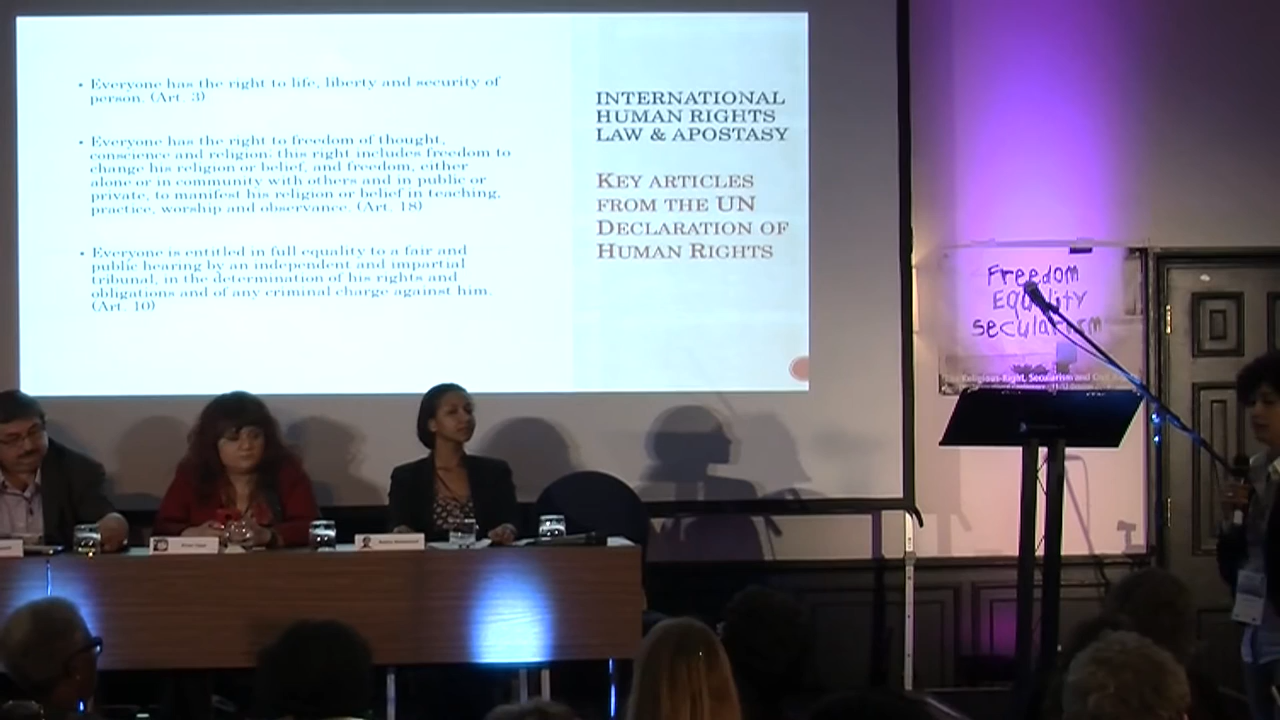 • Everyone has the right to life, liberty and security of
person. (Art. 3)
• Everyone has the right to freedom of thought,
conscience and religion; this right includes freedom to
change his religion or belief, and freedom, either
alone or in community with others and in public or
private, to manifest his religion or belief in teaching,
practice, worship and observance. (Art. 18)
• Everyone is entitled in full equality to a fair and
public hearing by an independent and impartial
tribunal, in the determination of his rights and
obligations and of any criminal charge against him.
(Art. 10)
INTERNATIONAL
HUMAN RIGHTS
LAW & APOSTASY
KEY ARTICLES
FROM THE UN
DECLARATION OF
HUMAN RIGHTS
Freedom
Equality
secularism
Religious-Right, Secularism and